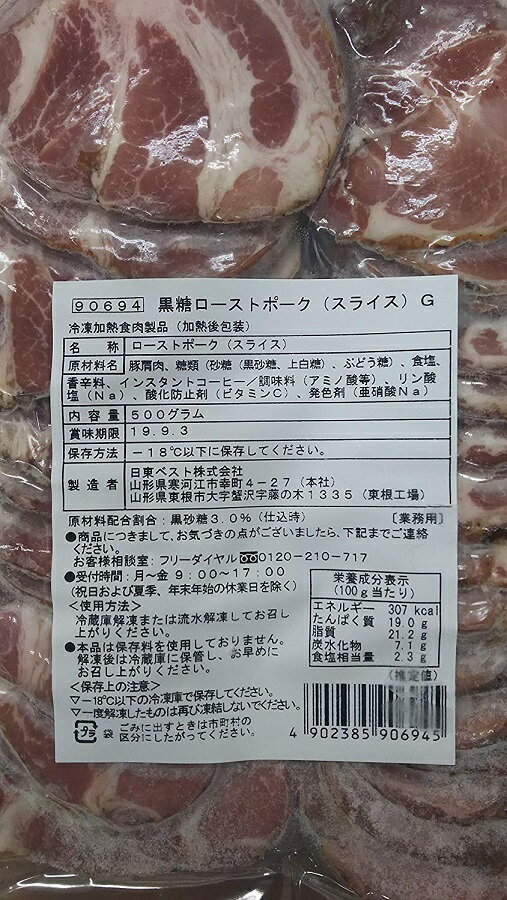 90694 黒糖ローストポーク（スライス）G
冷凍加熱食肉製品（加熱後包装）
名 称 ローストポーク（スライス）
原材料名 豚肩肉、糖類（砂糖（黒砂糖、上白糖）、ぶどう糖）、食塩、
香辛料、インスタントコーヒー／調味料（アミノ酸等）、リン酸
塩（Na）、酸化防止剤（ビタミンC）、発色剤（亜硝酸Na）
内 容 量 500グラム
賞味期限 19.9.3
保存方法 －18℃以下に保存してください。
製 造 者 日東ベスト株式会社
山形県寒河江市幸町4－27（本社）
山形県東根市大字蟹沢字藤の木1335（東根工場）
原材料配合割合：黒砂糖3.0%（仕込時） ［業務用］
●商品につきまして、お気づきの点がございましたら、下記までご連絡
ください。
お客様相談室：フリーダイヤル 0120-210-717
●受付時間：月～金 9:00～17:00
（祝日および夏季、年末年始の休業日を除く）
＜使用方法＞
冷蔵庫解凍または流水解凍してお召し
上がりください。
●本品は保存料を使用しておりません。
解凍後は冷蔵庫に保管し、お早めに
お召し上がりください。
＜保存上の注意＞
▽－18℃以下の冷凍庫で保存してください。
▽一度解凍したものは再び凍結しないでください。
プラ 袋 ごみに出すときは市町村の
区分にしたがってください。
栄養成分表示
（100g当たり）
エネルギー 307 kcal
たんぱく質 19.0 g
脂質 21.2 g
炭水化物 7.1 g
食塩相当量 2.3 g
（推定値）
4 902385 906945